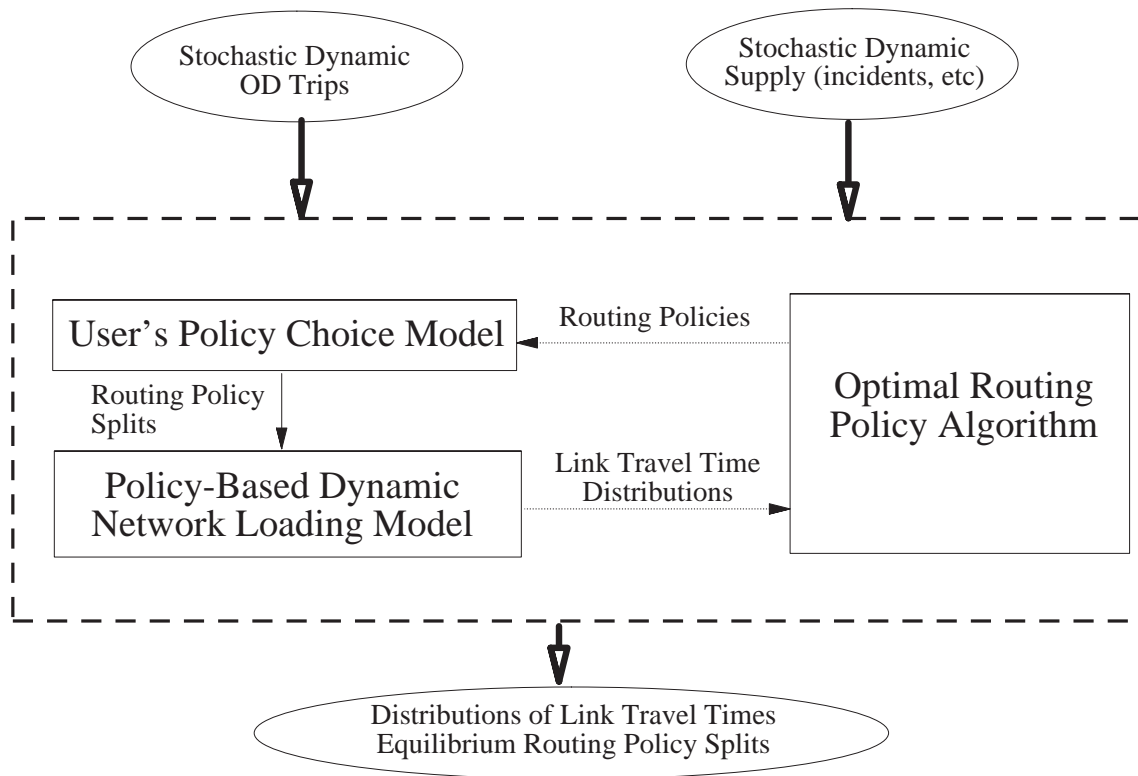 Stochastic Dynamic
OD Trips
Stochastic Dynamic
Supply (incidents, etc)
User's Policy Choice Model
Routing Policies
Optimal Routing
Policy Algorithm
Routing Policy
Splits
Policy-Based Dynamic
Network Loading Model
Link Travel Time
Distributions
Distributions of Link Travel Times
Equilibrium Routing Policy Splits